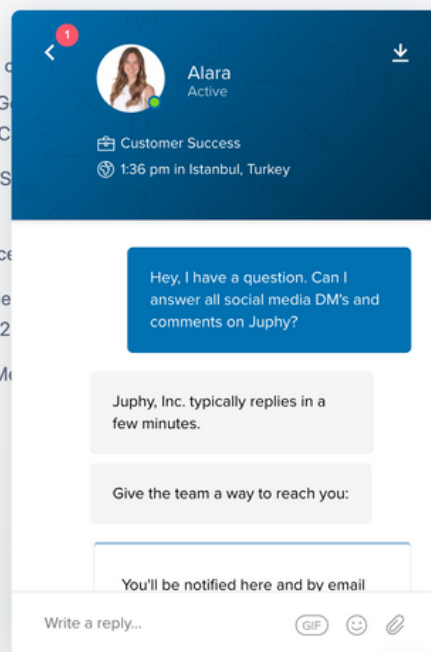 1
Alara
Active
Customer Success
1:36 pm in Istanbul, Turkey
Hey, I have a question. Can I
answer all social media DM's and
comments on Juphy?
Juphy, Inc. typically replies in a
few minutes.
Give the team a way to reach you:
You'll be notified here and by email
Write a reply...
GIF